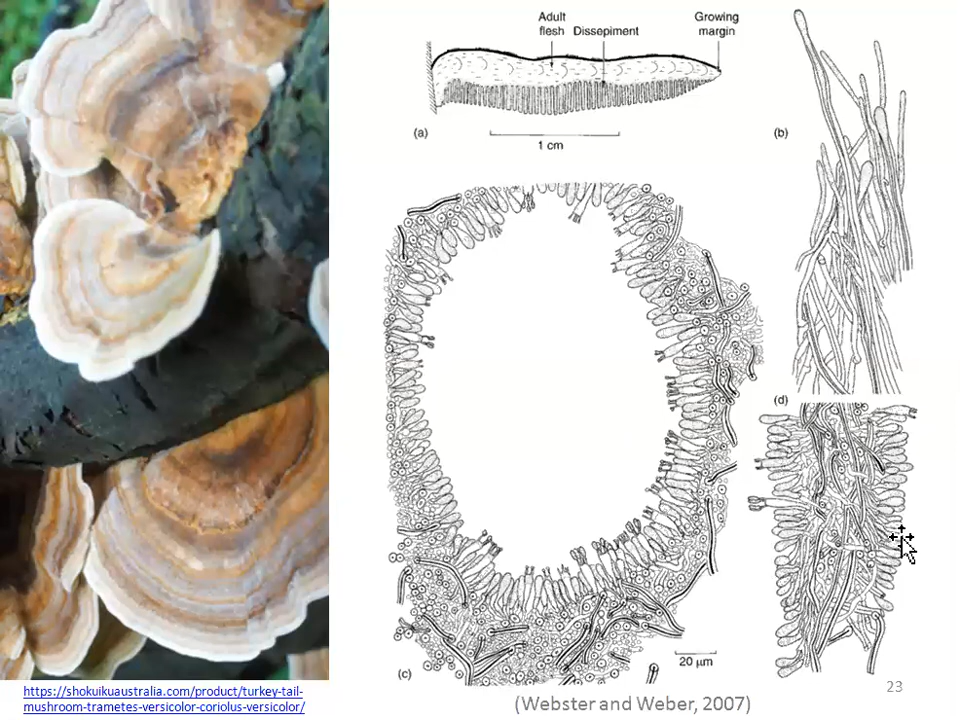 Adult
flesh
Dissepiment
Growing
margin
(a)
1 cm
(b)
(d)
(c)
20 μm
23
https://shokuikuaustralia.com/product/turkey-tail-
mushroom-trametes-versicolor-coriolus-versicolor/
(Webster and Weber, 2007)